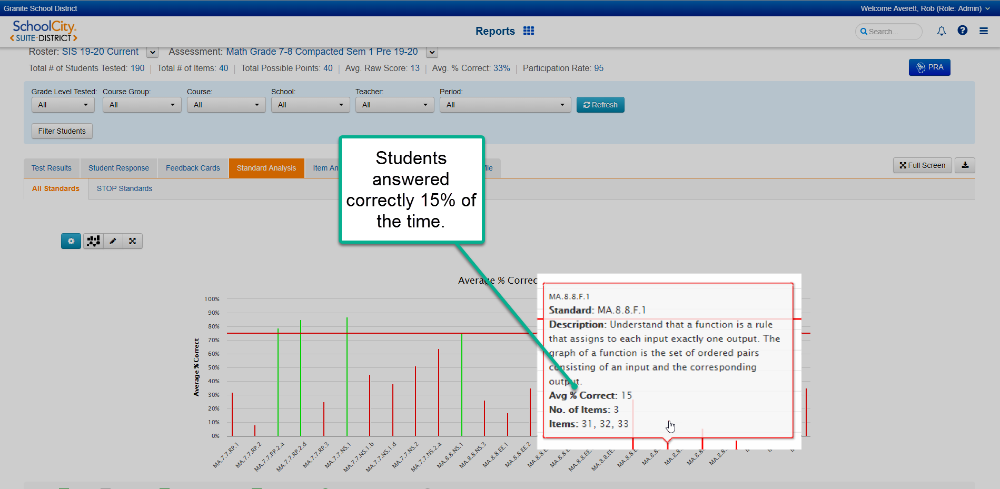 Granite School District
Welcome Averett, Rob (Role: Admin)
SchoolCity
SUITE-DISTRICT
Reports
Search...
Roster: SIS 19-20 Current
Assessment: Math Grade 7-8 Compacted Sem 1 Pre 19-20
Total # of Students Tested: 190 | Total # of Items: 40 | Total Possible Points: 40 | Avg. Raw Score: 13 | Avg. % Correct: 33% | Participation Rate: 95
PRA
Grade Level Tested: Course Group: Course: School: Teacher: Period:
All All All All All All
Refresh
Filter Students
Students
answered
correctly 15% of
the time.
Test Results Student Response Feedback Cards Standard Analysis Item An ile
Full Screen
All Standards STOP Standards
Average % Correc
Average % Correct
100%
90%
80%
70%
60%
50%
40%
30%
20%
10%
0%
MA.8.8.F.1
Standard: MA.8.8.F.1
Description: Understand that a function is a rule
that assigns to each input exactly one output. The
graph of a function is the set of ordered pairs
consisting of an input and the corresponding
output.
Avg % Correct: 15
No. of Items: 3
Items: 31, 32, 33
MA.7.7.RP.1
MA.7.7.RP.2
MA.7.7.RP.2.a
MA.7.7.RP.2.d
MA.7.7.RP.3
MA.7.7.NS.1
MA.7.7.NS.1.b
MA.7.7.NS.1.d
MA.7.7.NS.2
MA.7.7.NS.2.a
MA.8.8.NS.1
MA.8.8.NS.3
MA.8.8.EE.1
MA.8.8.EE.2
MA.8.8.E
MA.8.8.E
MA.8.8.EE
MA.8.8.EE
MA.8.8.E
MA.8.8.
MA.8.8.
MA.8.8.
MA.8.8.